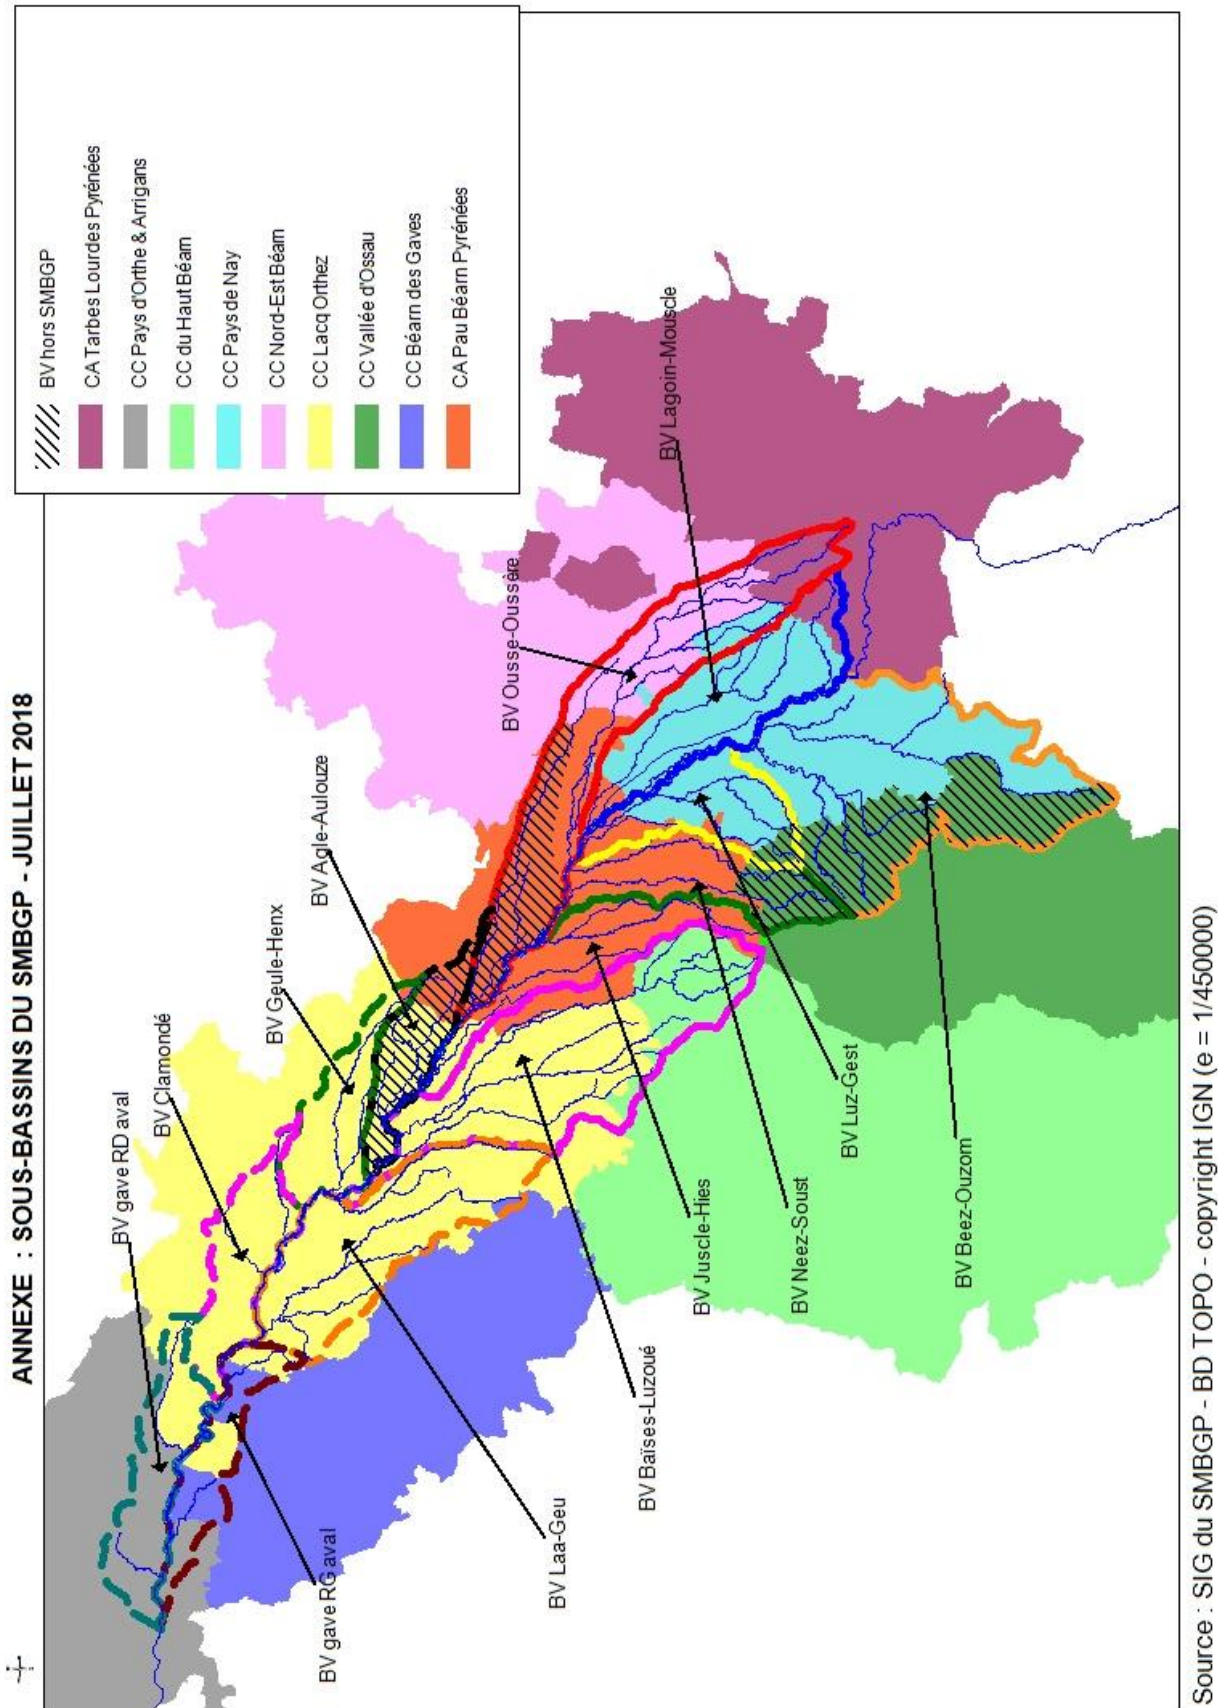 ANNEXE : SOUS-BASSINS DU SMBGP - JUILLET 2018
BV hors SMBGP
CA Tarbes Lourdes Pyrénées
CC Pays d'Orthe & Arrigans
CC du Haut Béarn
CC Pays de Nay
CC Nord-Est Béarn
CC Lacq Orthez
CC Vallée d'Ossau
CC Béarn des Gaves
CA Pau Béarn Pyrénées
BV gave RD aval
BV Clamondé
BV Geule-Henx
BV Agle-Aulouze
BV Ousse-Oussère
BV Lagoin-Mouscle
BV gave RG aval
BV Laa-Geu
BV Baïses-Luzoué
BV Juscle-Hies
BV Neez-Soust
BV Luz-Gest
BV Beez-Ouzom
Source : SIG du SMBGP - BD TOPO - copyright IGN (e = 1/450000)